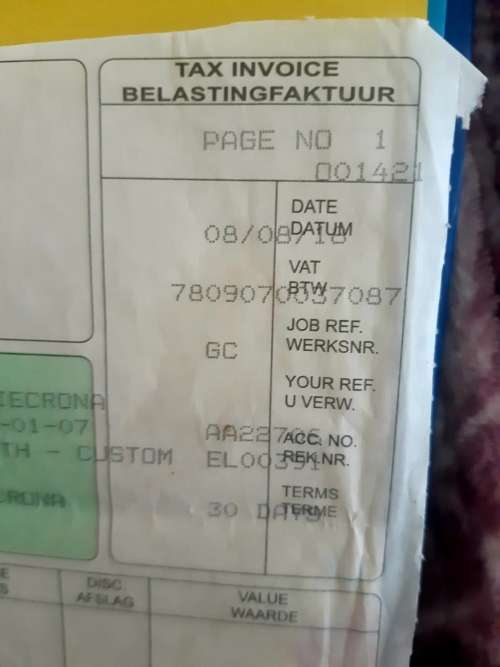 TAX INVOICE
BELASTINGFAKTUUR
PAGE NO 1
001421
DATE
DATUM
08/08/18
VAT
BTW
7809070037087
JOB REF.
WERKSNR.
GC
YOUR REF.
U VERW.
IECRONA
-01-07
TH - CUSTOM
CRONA
AA22706
ACC. NO.
REK.NR.
EL00391
TERMS
TERME
30 DAYS
E
S
DISC
AFSLAG
VALUE
WAARDE